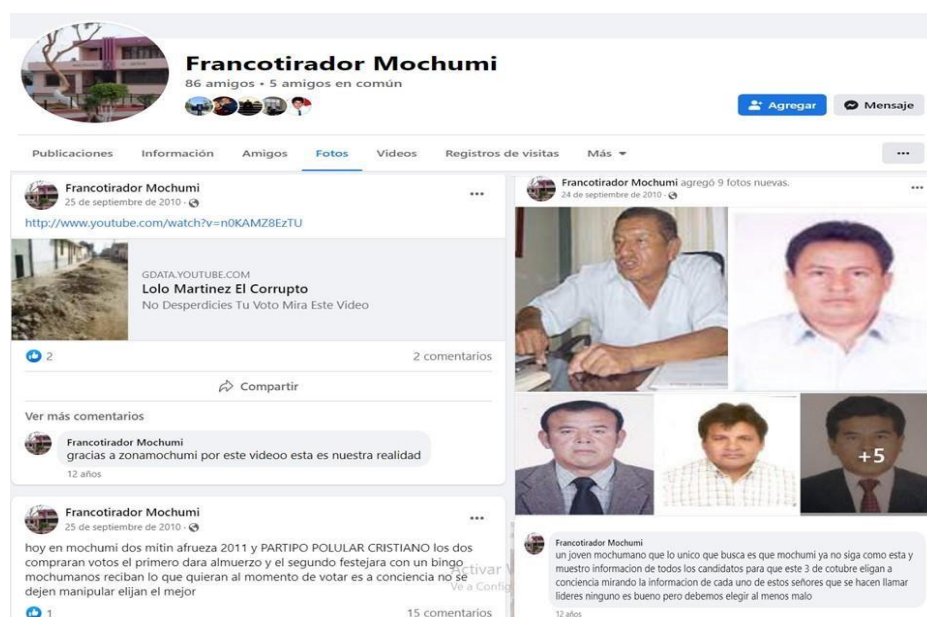 Francotirador Mochumi
86 amigos • 5 amigos en común
Agregar
Mensaje
Publicaciones
Información
Amigos
Fotos
Videos
Registros de visitas
Más
Francotirador Mochumi
25 de septiembre de 2010 ·
http://www.youtube.com/watch?v=n0KAMZ8EzTU
GDATA.YOUTUBE.COM
Lolo Martinez El Corrupto
No Desperdicies Tu Voto Mira Este Video
2
2 comentarios
Compartir
Ver más comentarios
Francotirador Mochumi
gracias a zonamochumi por este videoo esta es nuestra realidad
12 años
Francotirador Mochumi
25 de septiembre de 2010 ·
hoy en mochumi dos mitin afrueza 2011 y PARTIPO POLULAR CRISTIANO los dos
compraran votos el primero dara almuerzo y el segundo festejara con un bingo
mochumanos reciban lo que quieran al momento de votar es a conciencia no se
dejen manipular elijan el mejor
1
15 comentarios
Francotirador Mochumi agregó 9 fotos nuevas.
24 de septiembre de 2010 ·
+5
Francotirador Mochumi
un joven mochumano que lo unico que busca es que mochumi ya no siga como esta y
muestro informacion de todos los candidatos para que este 3 de cotubre eligan a
conciencia mirando la informacion de cada uno de estos señores que se hacen llamar
lideres ninguno es bueno pero debemos elegir al menos malo
12 años
Activar
Ve a Config